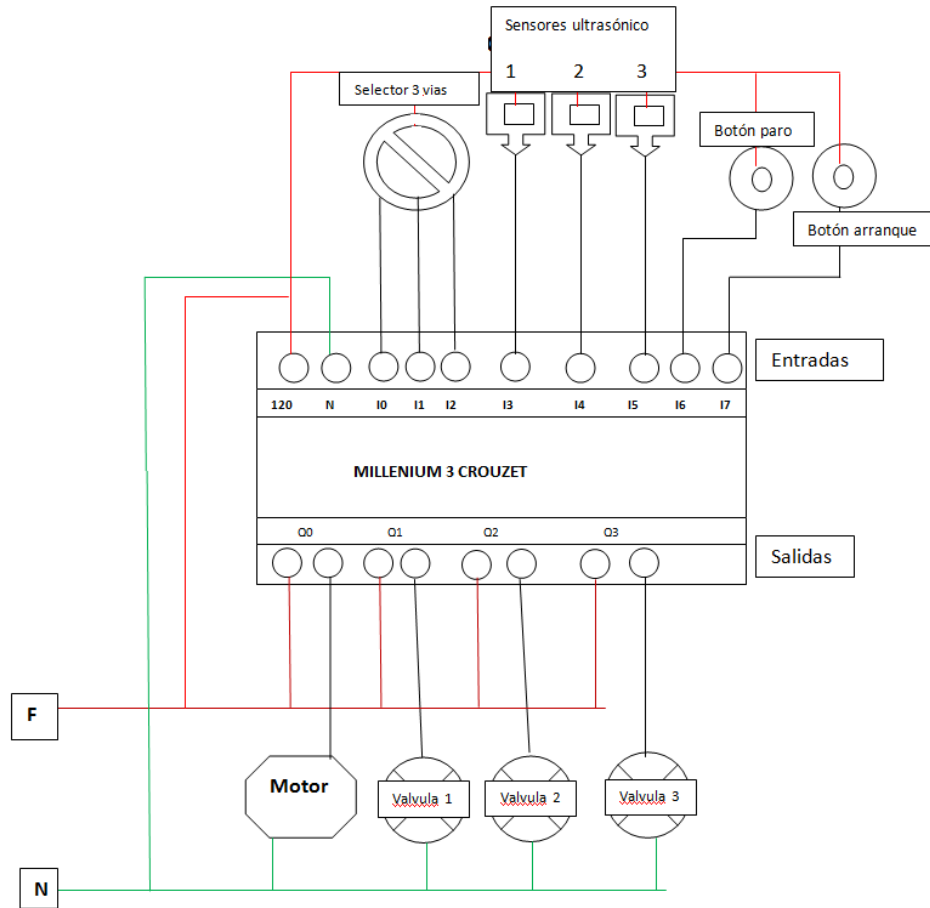 Sensores ultrasónico
1 2 3
Selector 3 vias
Botón paro
Botón arranque
Entradas
120 N I0 I1 I2 I3 I4 I5 I6 I7
MILLENIUM 3 CROUZET
Q0 Q1 Q2 Q3
Salidas
F
Motor
Valvula 1
Valvula 2
Valvula 3
N